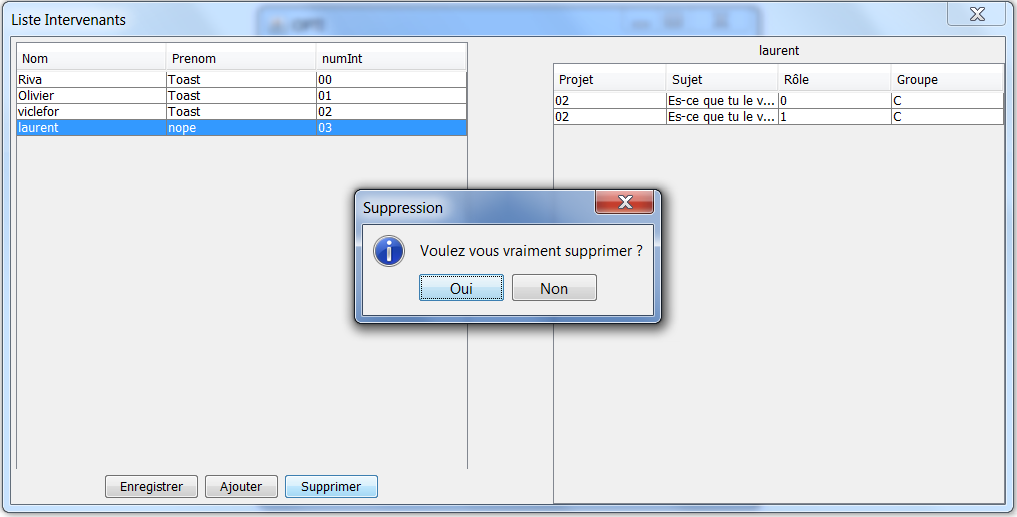 Liste Intervenants
Nom Prenom numInt
Riva Toast 00
Olivier Toast 01
viclefor Toast 02
laurent nope 03
laurent
Projet Sujet Rôle Groupe
02 Es-ce que tu le v... 0 C
02 Es-ce que tu le v... 1 C
Suppression
Voulez vous vraiment supprimer ?
Oui Non
Enregistrer Ajouter Supprimer